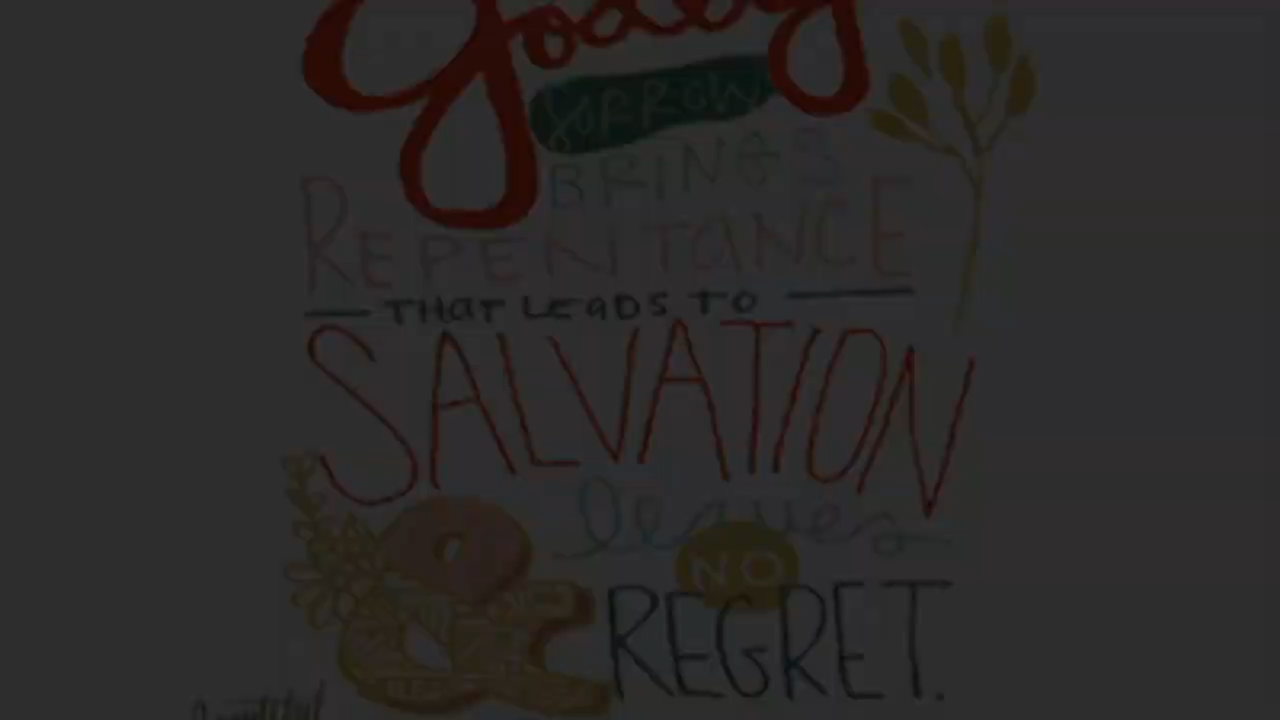 Godly
SORROW
BRINGS
REPENTANCE
THAT LEADS TO
SALVATION
leaves
NO
REGRET.